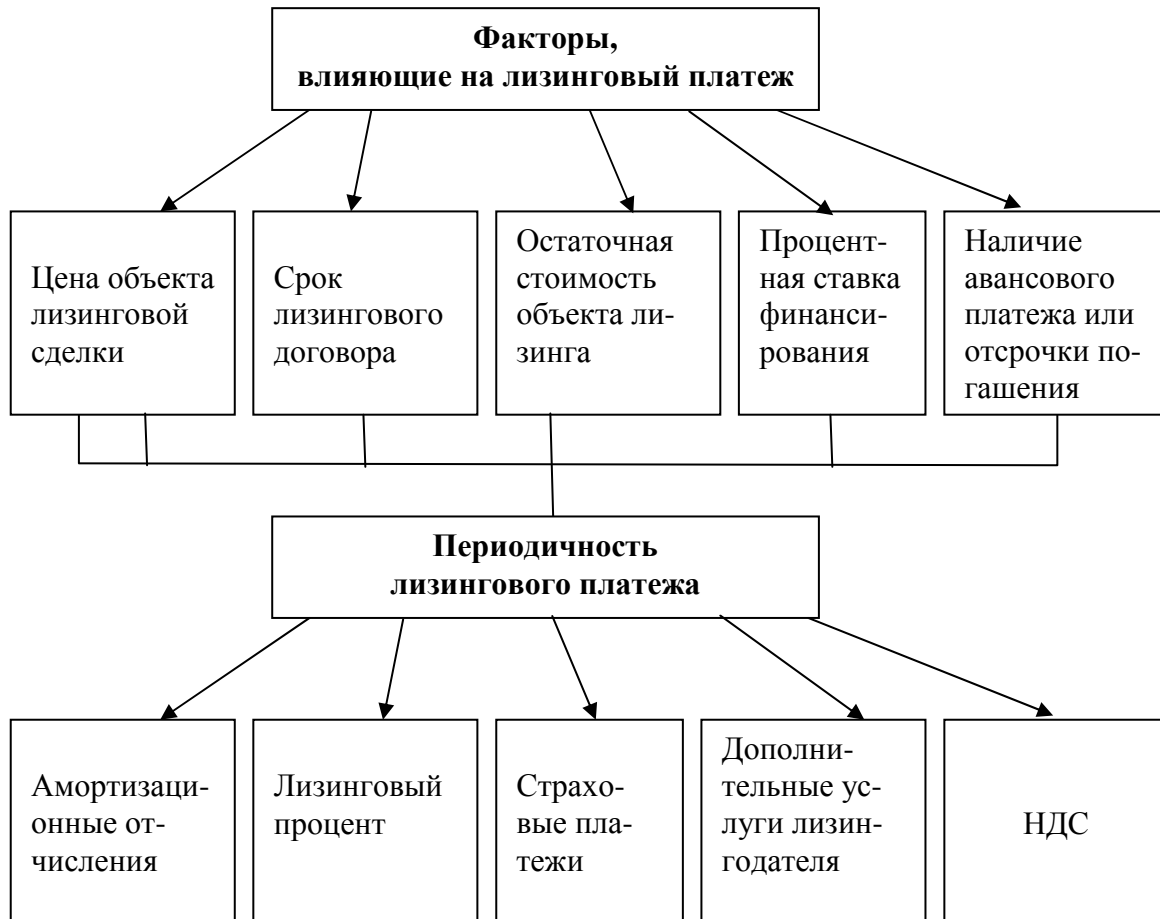 Факторы,
влияющие на лизинговый платеж
Цена объекта
лизинговой
сделки
Срок
лизингового
договора
Остаточная
стоимость
объекта ли-
зинга
Процент-
ная ставка
финанси-
рования
Наличие
авансового
платежа или
отсрочки по-
гашения
Периодичность
лизингового платежа
Амортизаци-
онные от-
числения
Лизинговый
процент
Страхо-
вые пла-
тежи
Дополни-
тельные ус-
луги лизин-
годателя
НДС